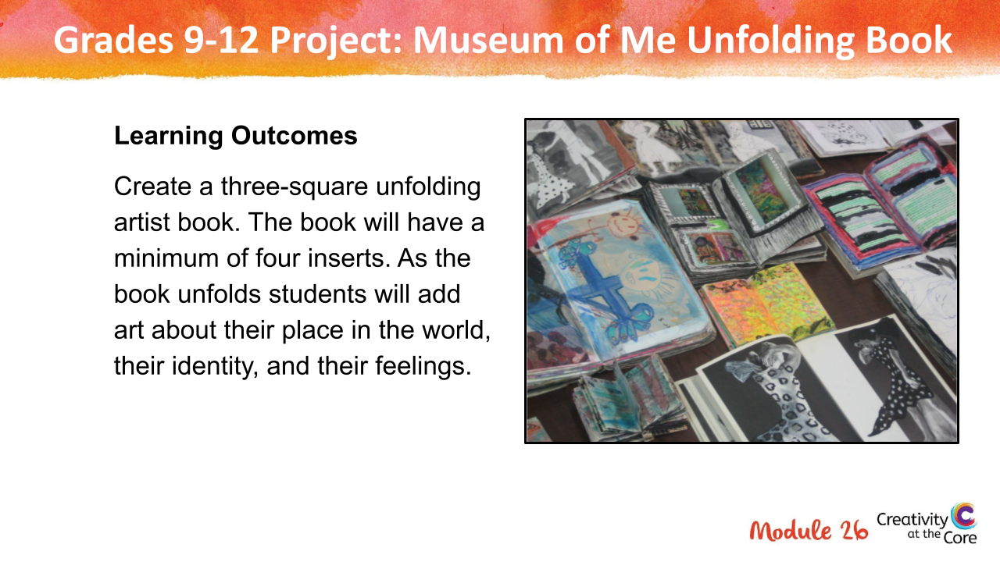 Grades 9-12 Project: Museum of Me Unfolding Book
Learning Outcomes
Create a three-square unfolding
artist book. The book will have a
minimum of four inserts. As the
book unfolds students will add
art about their place in the world,
their identity, and their feelings.
Module 26
Creativity
at the Core